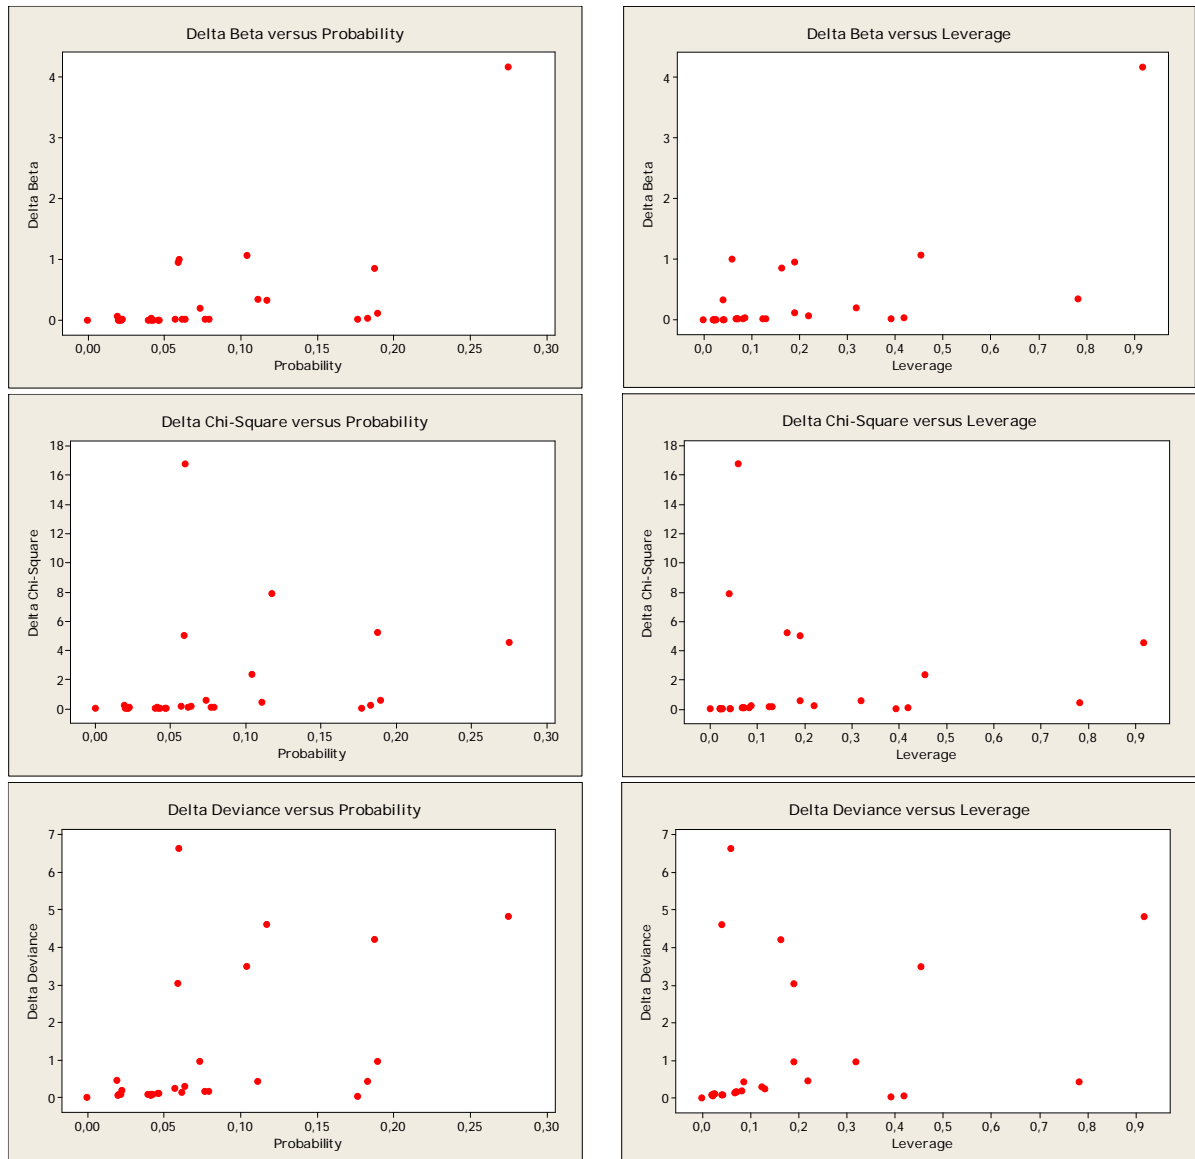 Delta Beta versus Probability
Delta Beta
4
3
2
1
0
0,00 0,05 0,10 0,15 0,20 0,25 0,30
Probability
Delta Beta versus Leverage
Delta Beta
4
3
2
1
0
0,0 0,1 0,2 0,3 0,4 0,5 0,6 0,7 0,8 0,9
Leverage
Delta Chi-Square versus Probability
Delta Chi-Square
18
16
14
12
10
8
6
4
2
0
0,00 0,05 0,10 0,15 0,20 0,25 0,30
Probability
Delta Chi-Square versus Leverage
Delta Chi-Square
18
16
14
12
10
8
6
4
2
0
0,0 0,1 0,2 0,3 0,4 0,5 0,6 0,7 0,8 0,9
Leverage
Delta Deviance versus Probability
Delta Deviance
7
6
5
4
3
2
1
0
0,00 0,05 0,10 0,15 0,20 0,25 0,30
Probability
Delta Deviance versus Leverage
Delta Deviance
7
6
5
4
3
2
1
0
0,0 0,1 0,2 0,3 0,4 0,5 0,6 0,7 0,8 0,9
Leverage